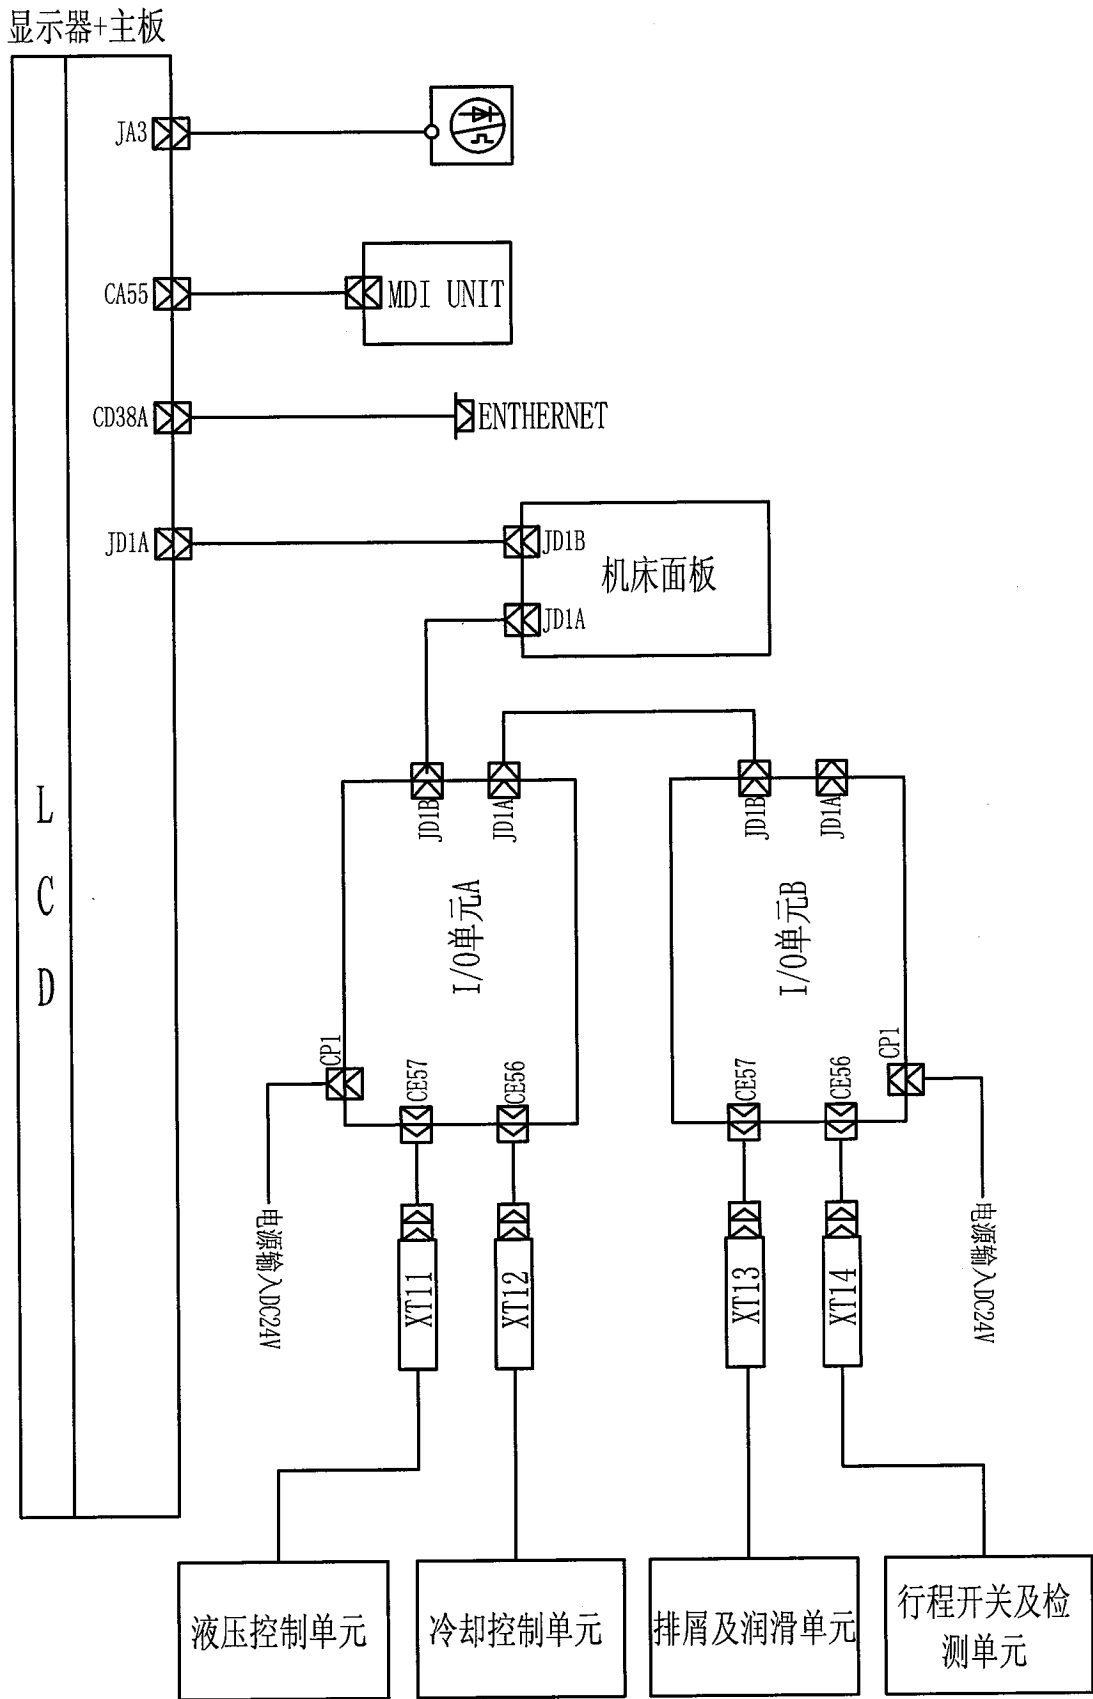 显示器+主板
JA3
CA55
MDI UNIT
CD38A
ENTHERNET
JD1A
JD1B
机床面板
JD1A
L
C
D
JD1B
JD1A
JD1B
JD1A
I/O单元A
I/O单元B
CP1
CE57
CE56
CE57
CE56
CP1
电源输入DC24V
XT11
XT12
XT13
XT14
电源输入DC24V
液压控制单元
冷却控制单元
排屑及润滑单元
行程开关及检
测单元